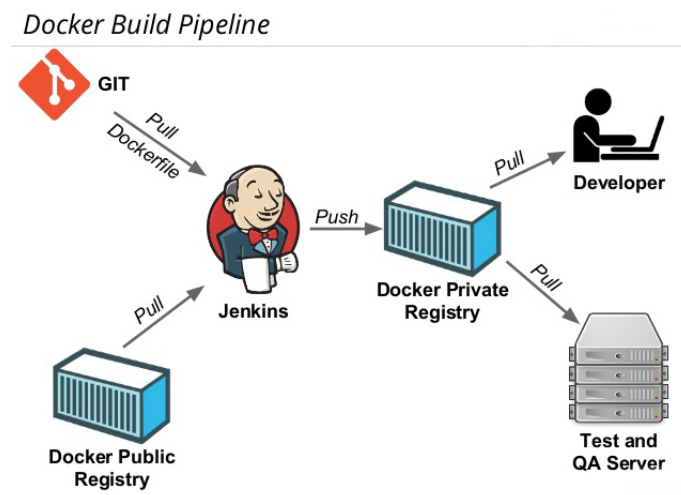 Docker Build Pipeline
GIT
Pull
Dockerfile
Pull
Developer
Push
Docker Private
Registry
Jenkins
Pull
Pull
Docker Public
Registry
Test and
QA Server